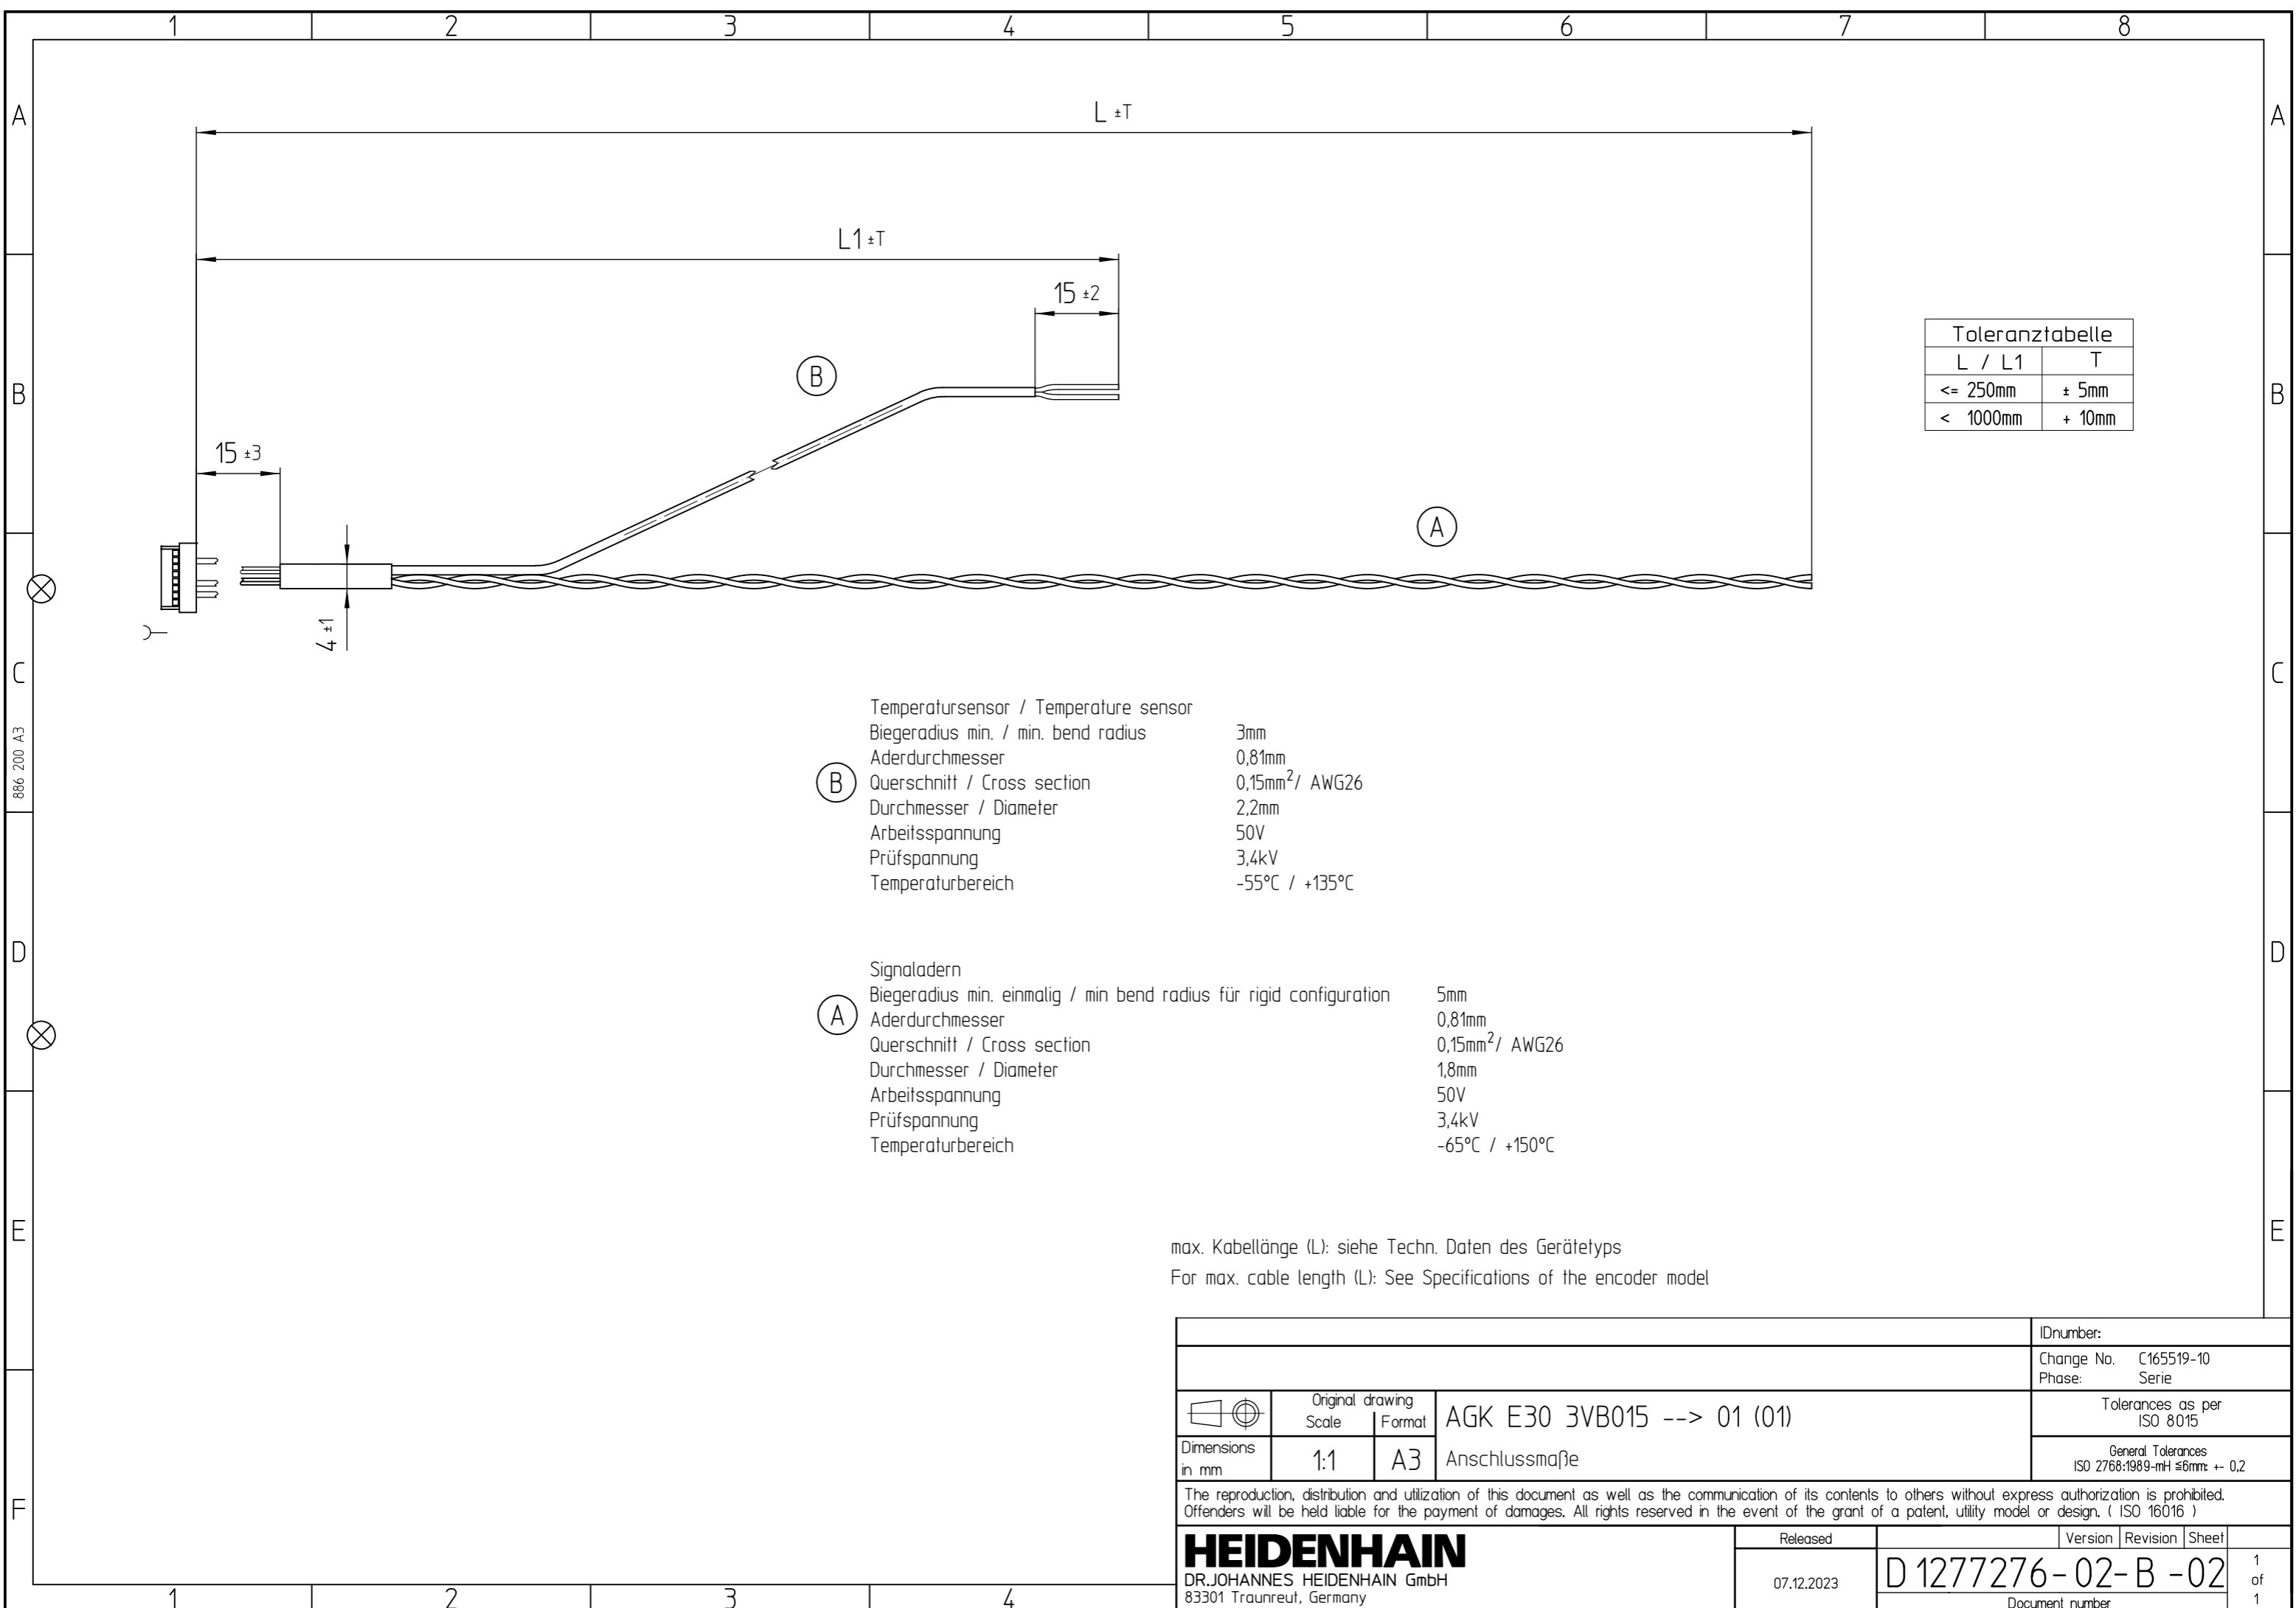 1 2 3 4 5 6 7 8
A A
L ±T
L1 ±T
15 ±2
Toleranztabelle
L / L1 T
<= 250mm ± 5mm
< 1000mm + 10mm
B B
B
15 ±3
A
4 ±1
C C
886 200 A3
Temperatursensor / Temperature sensor
Biegeradius min. / min. bend radius 3mm
Aderdurchmesser 0,81mm
B Querschnitt / Cross section 0,15mm²/ AWG26
Durchmesser / Diameter 2,2mm
Arbeitsspannung 50V
Prüfspannung 3,4kV
Temperaturbereich -55°C / +135°C
D D
Signaladern
Biegeradius min. einmalig / min bend radius für rigid configuration 5mm
A Aderdurchmesser 0,81mm
Querschnitt / Cross section 0,15mm²/ AWG26
Durchmesser / Diameter 1,8mm
Arbeitsspannung 50V
Prüfspannung 3,4kV
Temperaturbereich -65°C / +150°C
E E
max. Kabellänge (L): siehe Techn. Daten des Gerätetyps
For max. cable length (L): See Specifications of the encoder model
IDnumber:
Change No. C165519-10
Phase: Serie
Original drawing
Scale Format
AGK E30 3VB015 --> 01 (01)
Tolerances as per
ISO 8015
Dimensions
in mm
1:1 A3
Anschlussmaße
General Tolerances
ISO 2768:1989-mH ≤6mm: +- 0,2
F
The reproduction, distribution and utilization of this document as well as the communication of its contents to others without express authorization is prohibited.
Offenders will be held liable for the payment of damages. All rights reserved in the event of the grant of a patent, utility model or design. ( ISO 16016 )
HEIDENHAIN
DR.JOHANNES HEIDENHAIN GmbH
83301 Traunreut, Germany
Released
07.12.2023
Version Revision Sheet
D 1277276-02-B-02
Document number
1
of
1
1 2 3 4